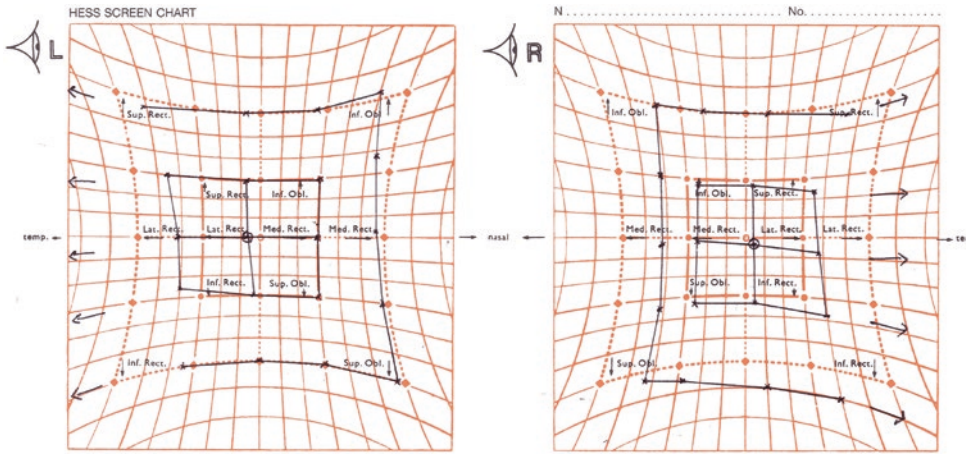 HESS SCREEN CHART
N. . . . . . . . . . . . . . . . . . . . . . . . . . . . . No. . . . . . . . . . . . . . . . . . . . . .
L
R
Sup. Rect. Inf. Obl.
Inf. Obl. Sup. Rect.
Sup. Rect. Inf. Obl.
Inf. Obl. Sup. Rect.
temp. Lat. Rect. Lat. Rect. Med. Rect. Med. Rect.
nasal
Med. Rect. Med. Rect. Lat. Rect. Lat. Rect. te
Inf. Rect. Sup. Obl.
Sup. Obl. Inf. Rect.
Inf. Rect. Sup. Obl.
Sup. Obl. Inf. Rect.